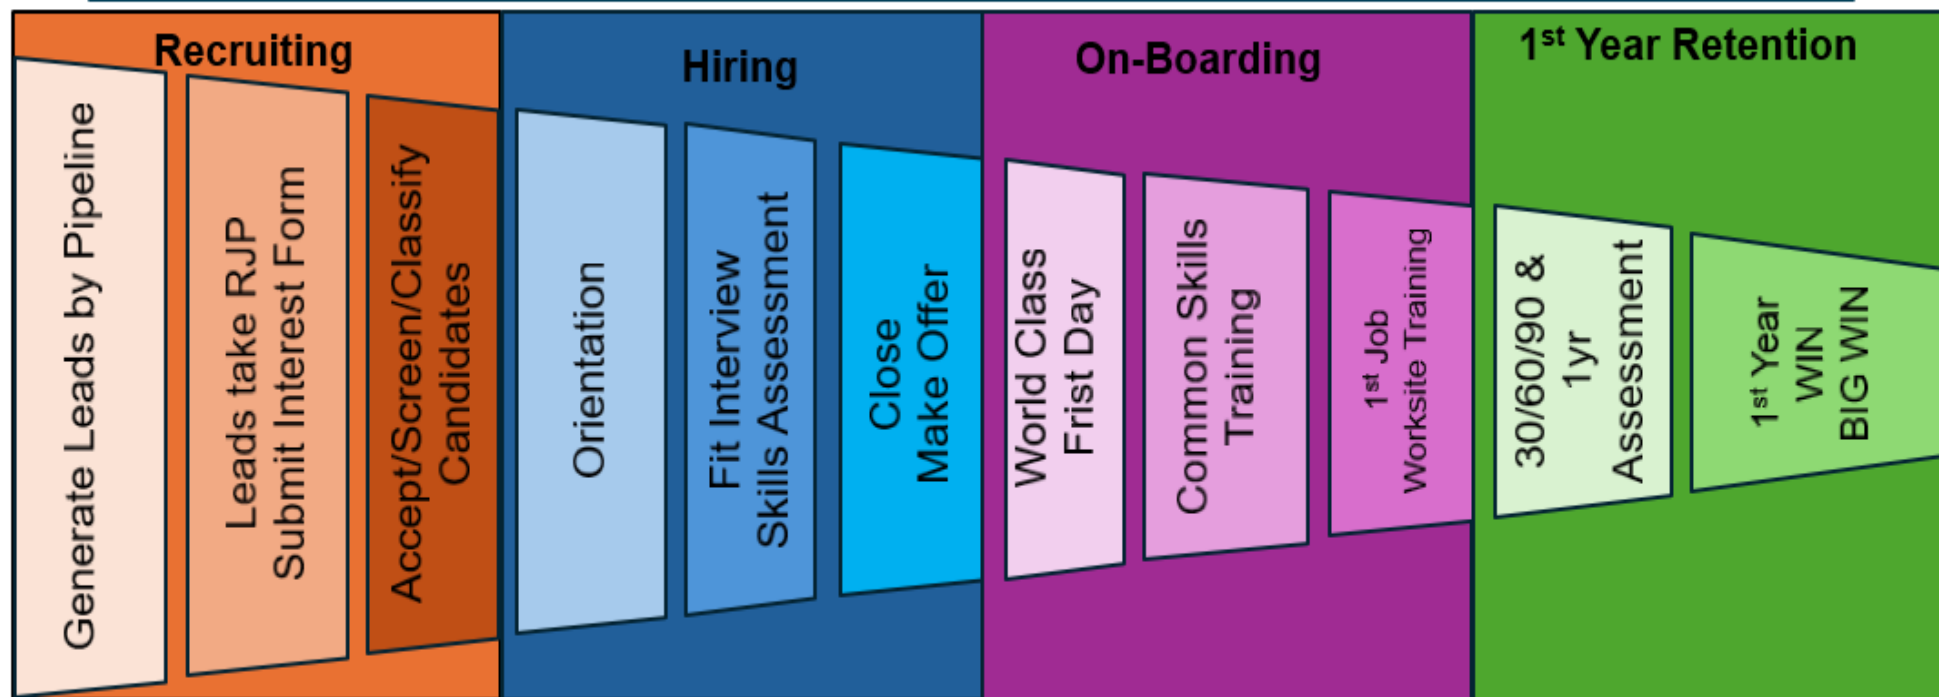 Recruiting
Generate Leads by Pipeline
Leads take RJP
Submit Interest Form
Accept/Screen/Classify
Candidates
Hiring
Orientation
Fit Interview
Skills Assessment
Close
Make Offer
On-Boarding
World Class
Frist Day
Common Skills
Training
1st Job
Worksite Training
1st Year Retention
30/60/90 &
1yr
Assessment
1st Year
WIN
BIG WIN